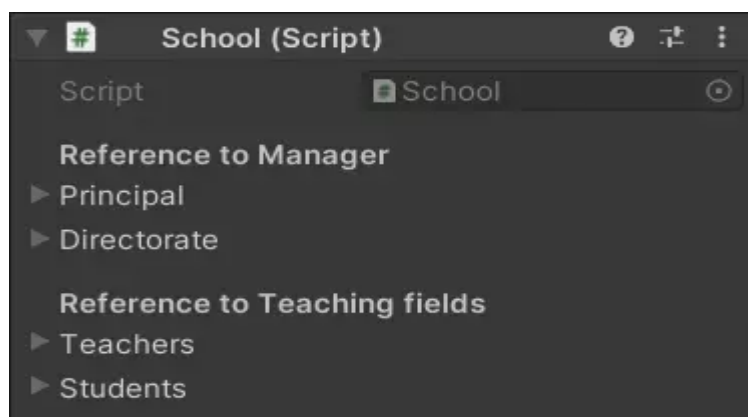 # School (Script)
Script # School
Reference to Manager
Principal
Directorate
Reference to Teaching fields
Teachers
Students